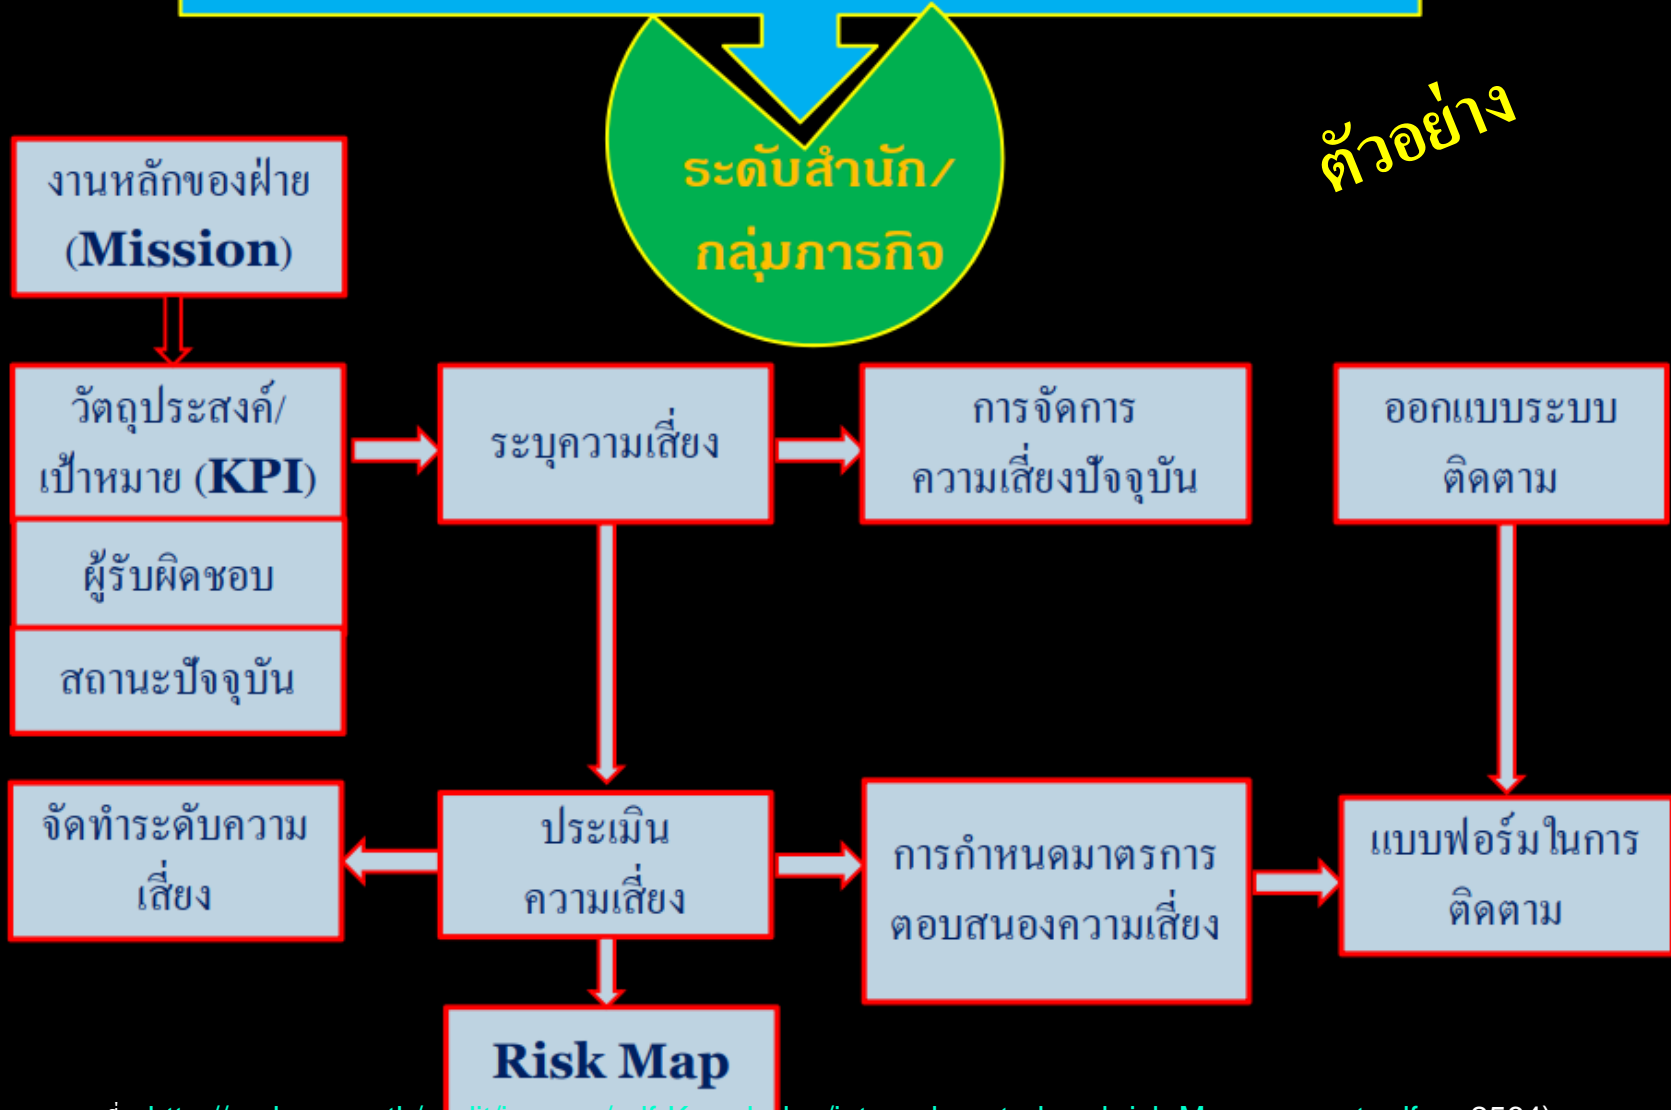 ตัวอย่าง
ระดับสำนัก/
กลุ่มภารกิจ
งานหลักของฝ่าย
(Mission)
วัตถุประสงค์/
เป้าหมาย (KPI)
ผู้รับผิดชอบ
สถานะปัจจุบัน
ระบุความเสี่ยง
การจัดการ
ความเสี่ยงปัจจุบัน
ออกแบบระบบ
ติดตาม
จัดทำระดับความ
เสี่ยง
ประเมิน
ความเสี่ยง
การกำหนดมาตรการ
ตอบสนองความเสี่ยง
แบบฟอร์มในการ
ติดตาม
Risk Map